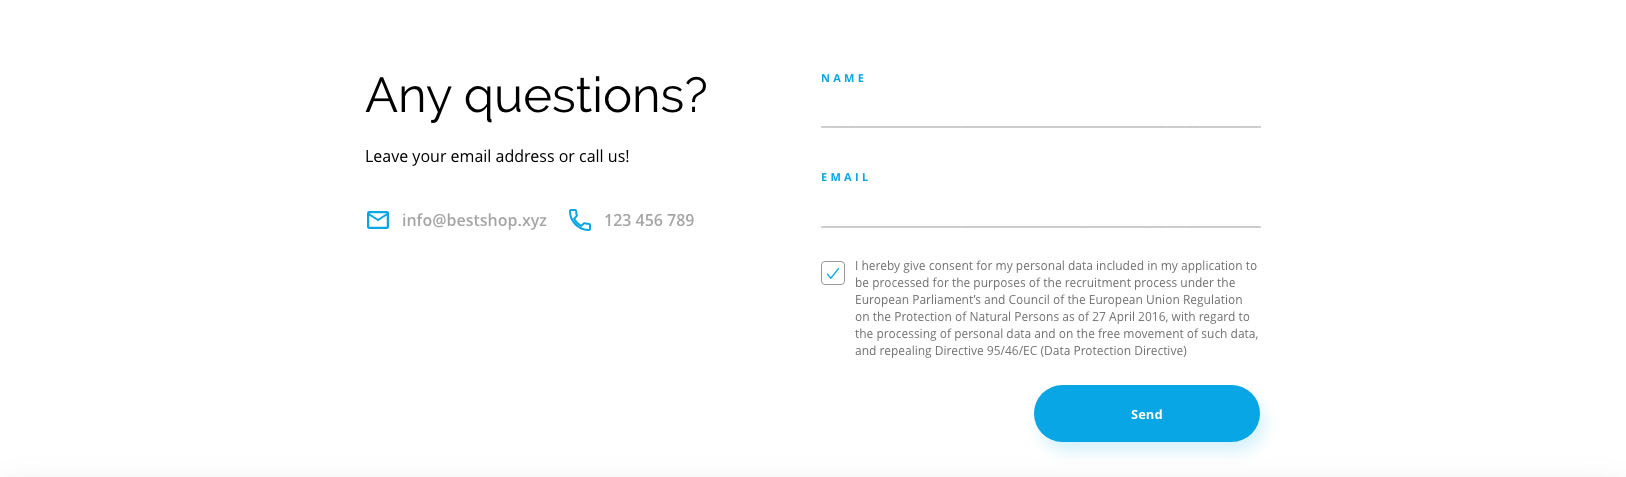 Any questions?
Leave your email address or call us!
info@bestshop.xyz
123 456 789
NAME
EMAIL
I hereby give consent for my personal data included in my application to
be processed for the purposes of the recruitment process under the
European Parliament's and Council of the European Union Regulation
on the Protection of Natural Persons as of 27 April 2016, with regard to
the processing of personal data and on the free movement of such data,
and repealing Directive 95/46/EC (Data Protection Directive)
Send